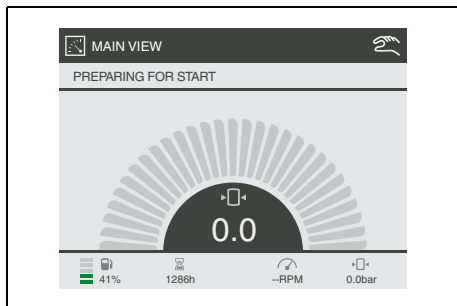 MAIN VIEW
PREPARING FOR START
0.0
41% 1286h --RPM 0.0bar